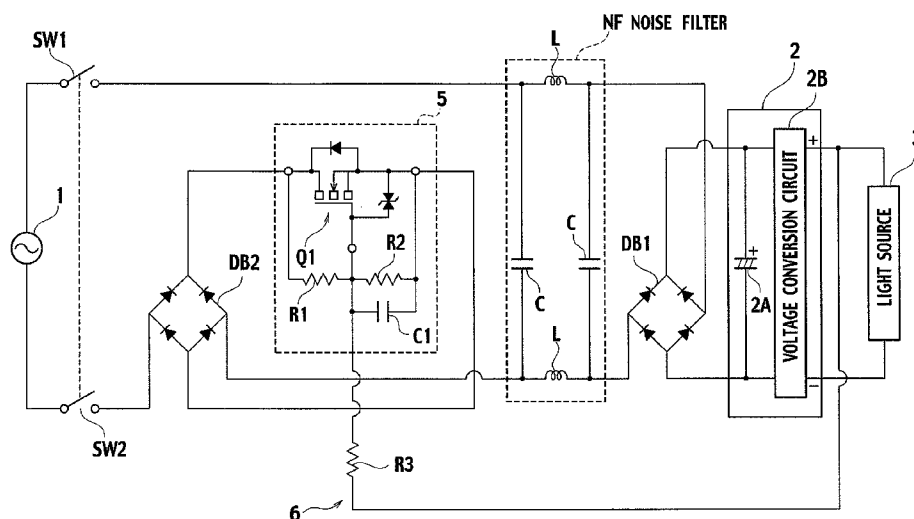 NF NOISE FILTER
SW1
L
2
2B
5
3
1
+
VOLTAGE CONVERSION CIRCUIT
LIGHT SOURCE
Q1
R2
C
DB1
DB2
R1
+
C
2A
C1
L
−
SW2
R3
6